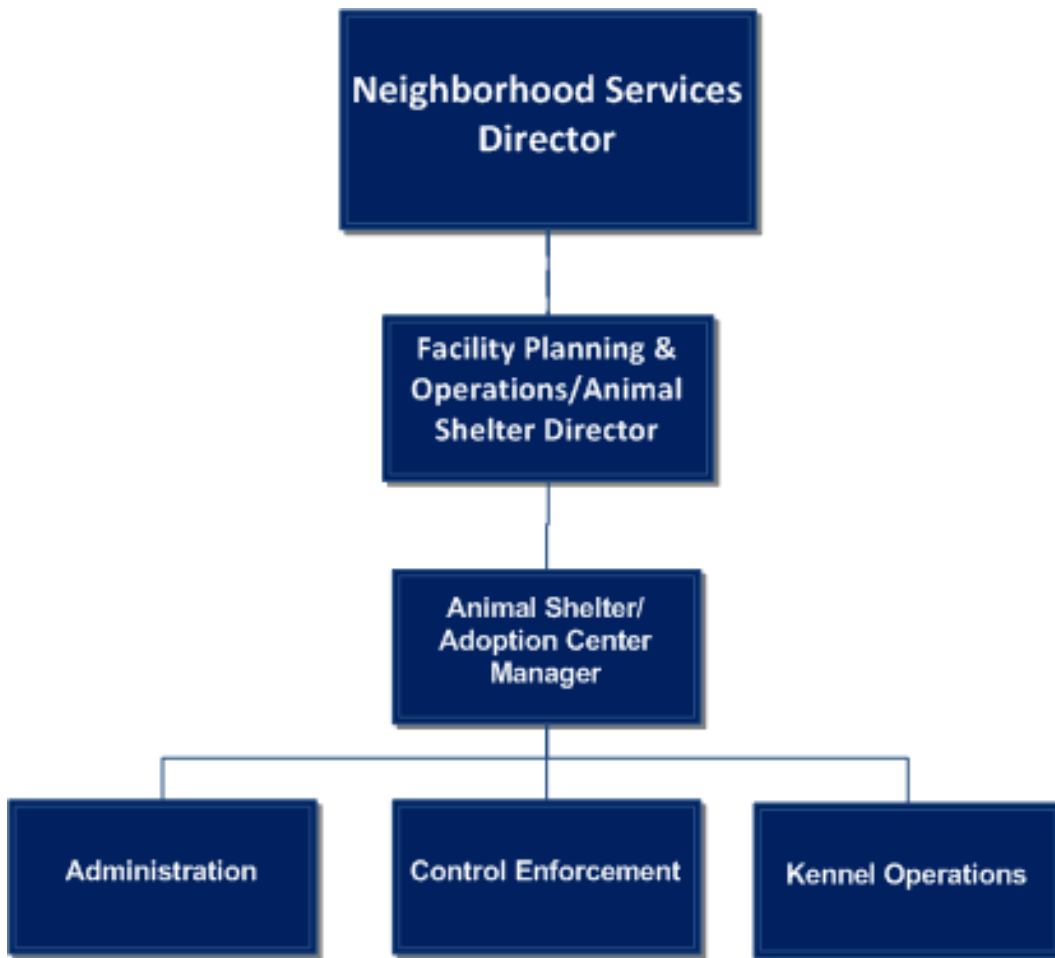 Neighborhood Services
Director
Facility Planning &
Operations/Animal
Shelter Director
Animal Shelter/
Adoption Center
Manager
Administration
Control Enforcement
Kennel Operations